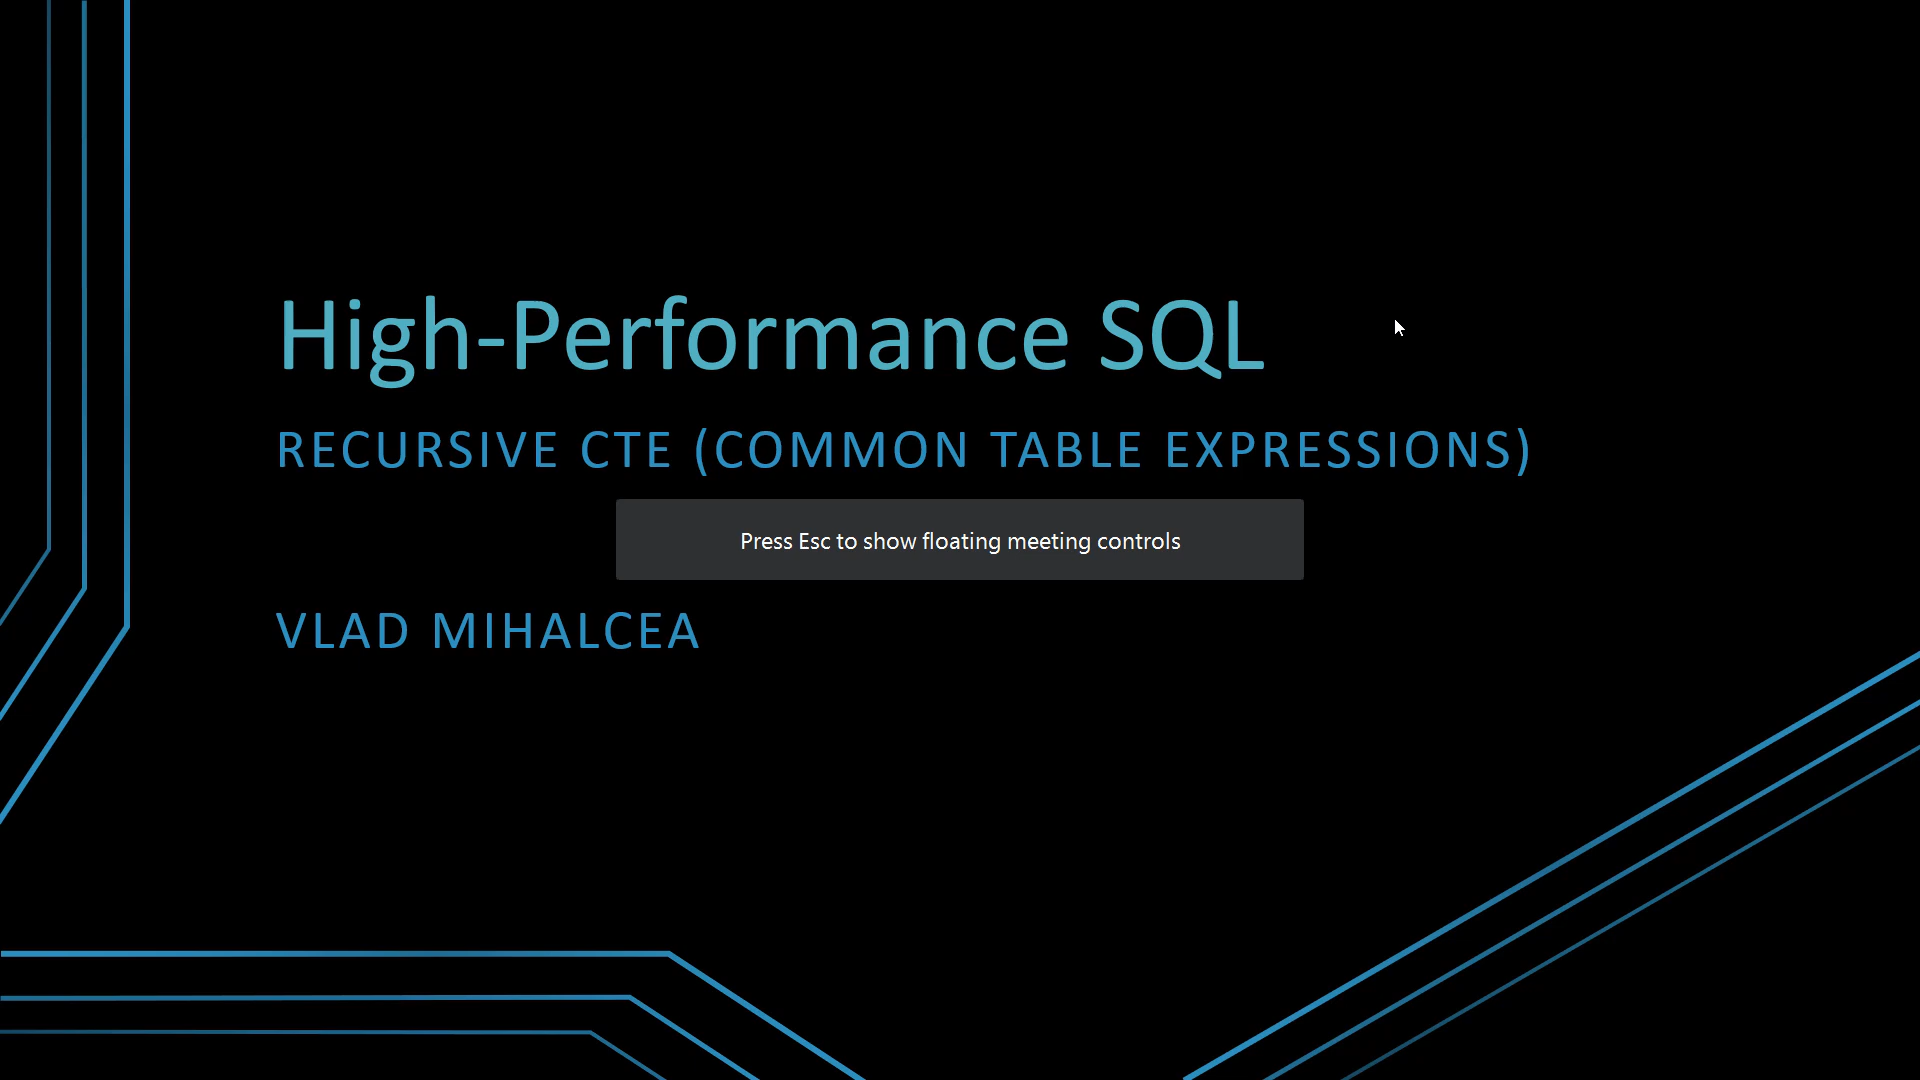 High-Performance SQL
RECURSIVE CTE (COMMON TABLE EXPRESSIONS)
Press Esc to show floating meeting controls
VLAD MIHALCEA